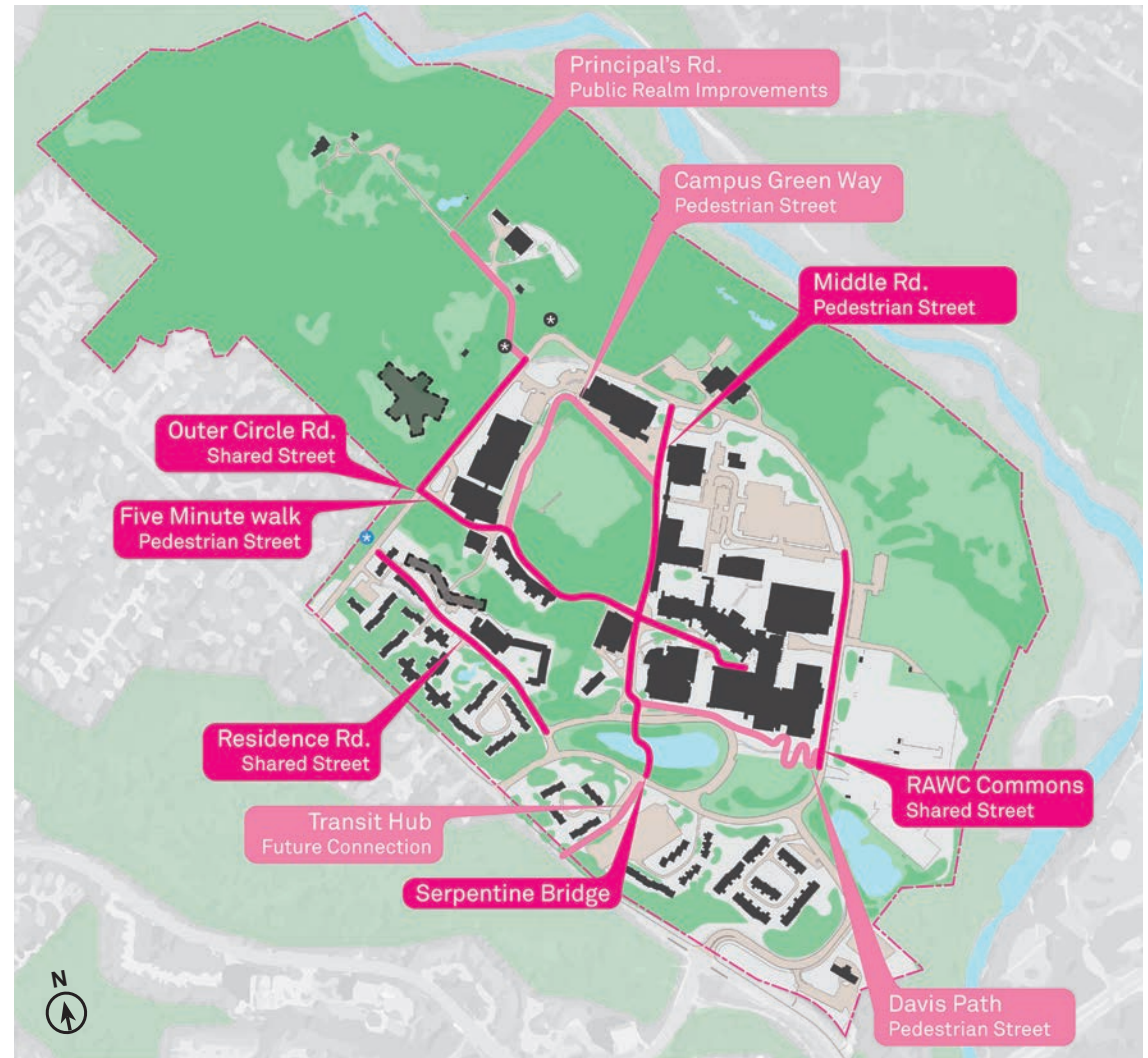 Principal's Rd.
Public Realm Improvements
Campus Green Way
Pedestrian Street
Middle Rd.
Pedestrian Street
Outer Circle Rd.
Shared Street
Five Minute walk
Pedestrian Street
Residence Rd.
Shared Street
RAWC Commons
Shared Street
Transit Hub
Future Connection
Serpentine Bridge
Davis Path
Pedestrian Street
N